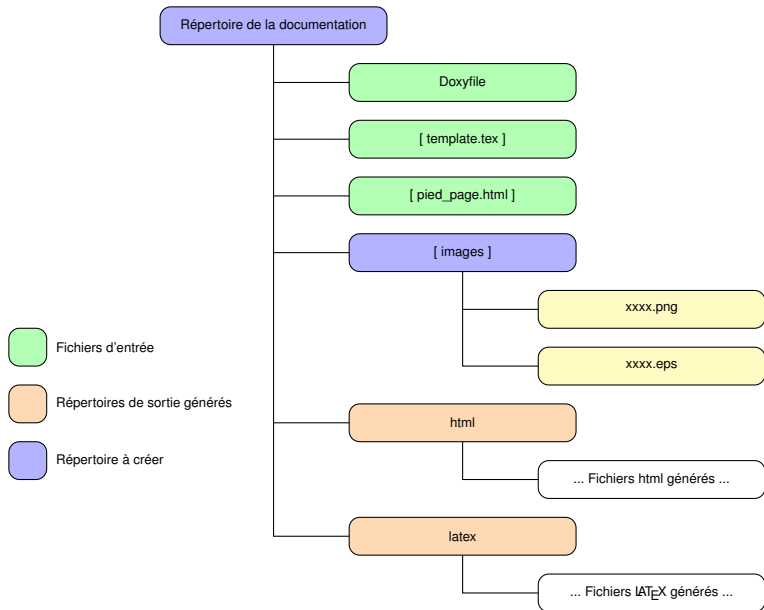 Répertoire de la documentation
Doxyfile
[ template.tex ]
[ pied_page.html ]
[ images ]
xxxx.png
Fichiers d'entrée
xxxx.eps
Répertoires de sortie générés
html
Répertoire à créer
... Fichiers html générés ...
latex
... Fichiers LATEX générés ...